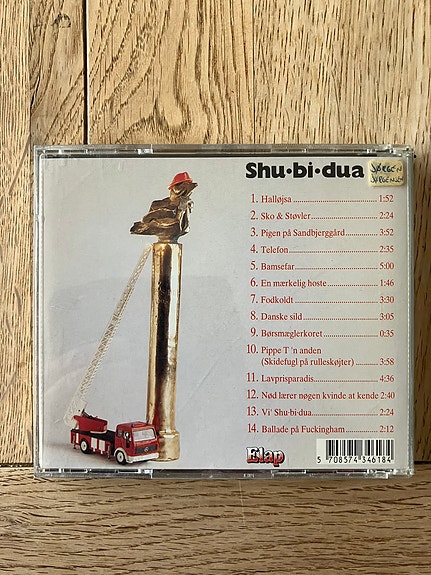 Shu·bi·dua
JØRGEN
JØRGENSEN
1. Halløjsa 1:52
2. Sko & Støvler 2:24
3. Pigen på Sandbjerggård 3:52
4. Telefon 2:35
5. Bamsefar 5:00
6. En mærkelig hoste 1:46
7. Fodkoldt 3:30
8. Danske sild 3:05
9. Børsmæglerkoret 0:35
10. Pippe T 'n anden
(Skidefugl på rulleskøjter) 3:58
11. Lavprisparadis 4:36
12. Nød lærer nøgen kvinde at kende 2:40
13. Vi' Shu-bi-dua 2:24
14. Ballade på Fuckingham 2:12
Elap
5 708574 346184